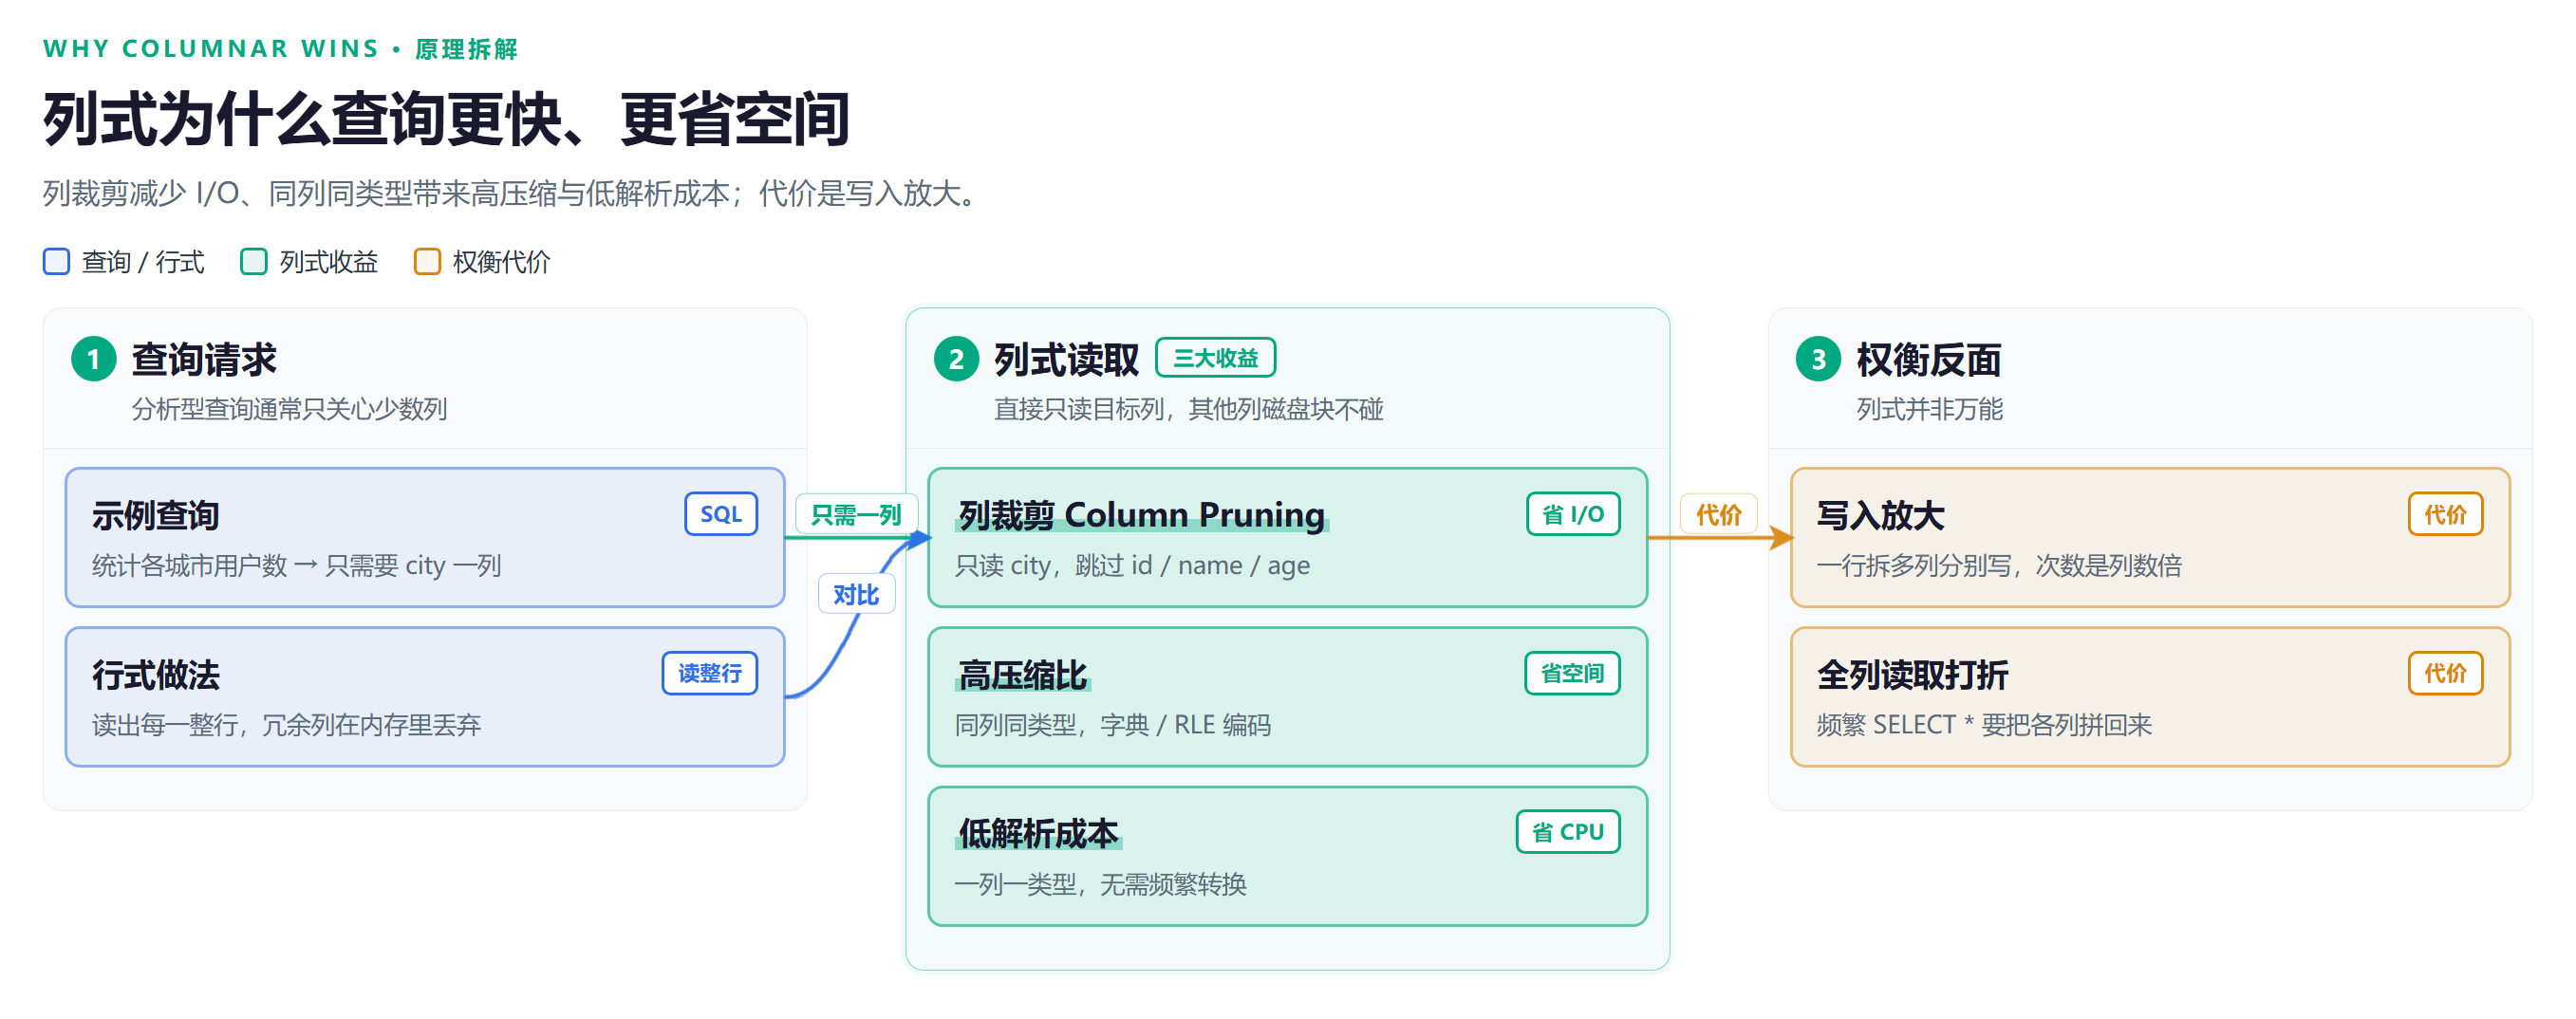 WHY COLUMNAR WINS • 原理拆解
列式为什么查询更快、更省空间
列裁剪减少 I/O、同列同类型带来高压缩与低解析成本；代价是写入放大。
查询 / 行式
列式收益
权衡代价
1 查询请求
分析型查询通常只关心少数列
示例查询
SQL
统计各城市用户数 → 只需要 city 一列
行式做法
读整行
读出每一整行，冗余列在内存里丢弃
只需一列
对比
2 列式读取
三大收益
直接只读目标列，其他列磁盘块不碰
列裁剪 Column Pruning
省 I/O
只读 city，跳过 id / name / age
高压缩比
省空间
同列同类型，字典 / RLE 编码
低解析成本
省 CPU
一列一类型，无需频繁转换
代价
3 权衡反面
列式并非万能
写入放大
代价
一行拆多列分别写，次数是列数倍
全列读取打折
代价
频繁 SELECT * 要把各列拼回来